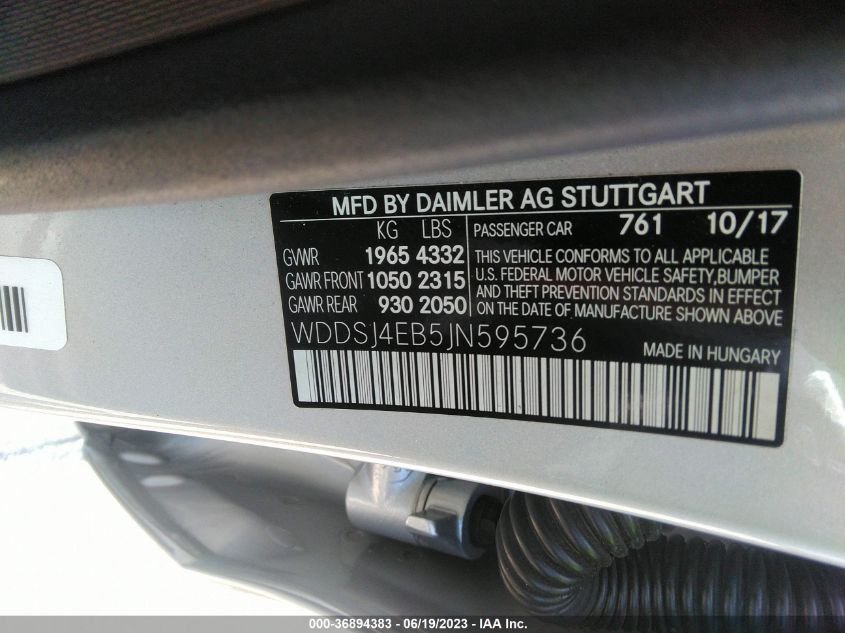 MFD BY DAIMLER AG STUTTGART
KG LBS
GVWR 1965 4332
GAWR FRONT 1050 2315
GAWR REAR 930 2050
PASSENGER CAR 761 10/17
THIS VEHICLE CONFORMS TO ALL APPLICABLE
U.S. FEDERAL MOTOR VEHICLE SAFETY,BUMPER
AND THEFT PREVENTION STANDARDS IN EFFECT
ON THE DATE OF MANUFACTURE SHOWN ABOVE
WDDSJ4EB5JN595736
MADE IN HUNGARY
000-36894383 - 06/19/2023 - IAA Inc.